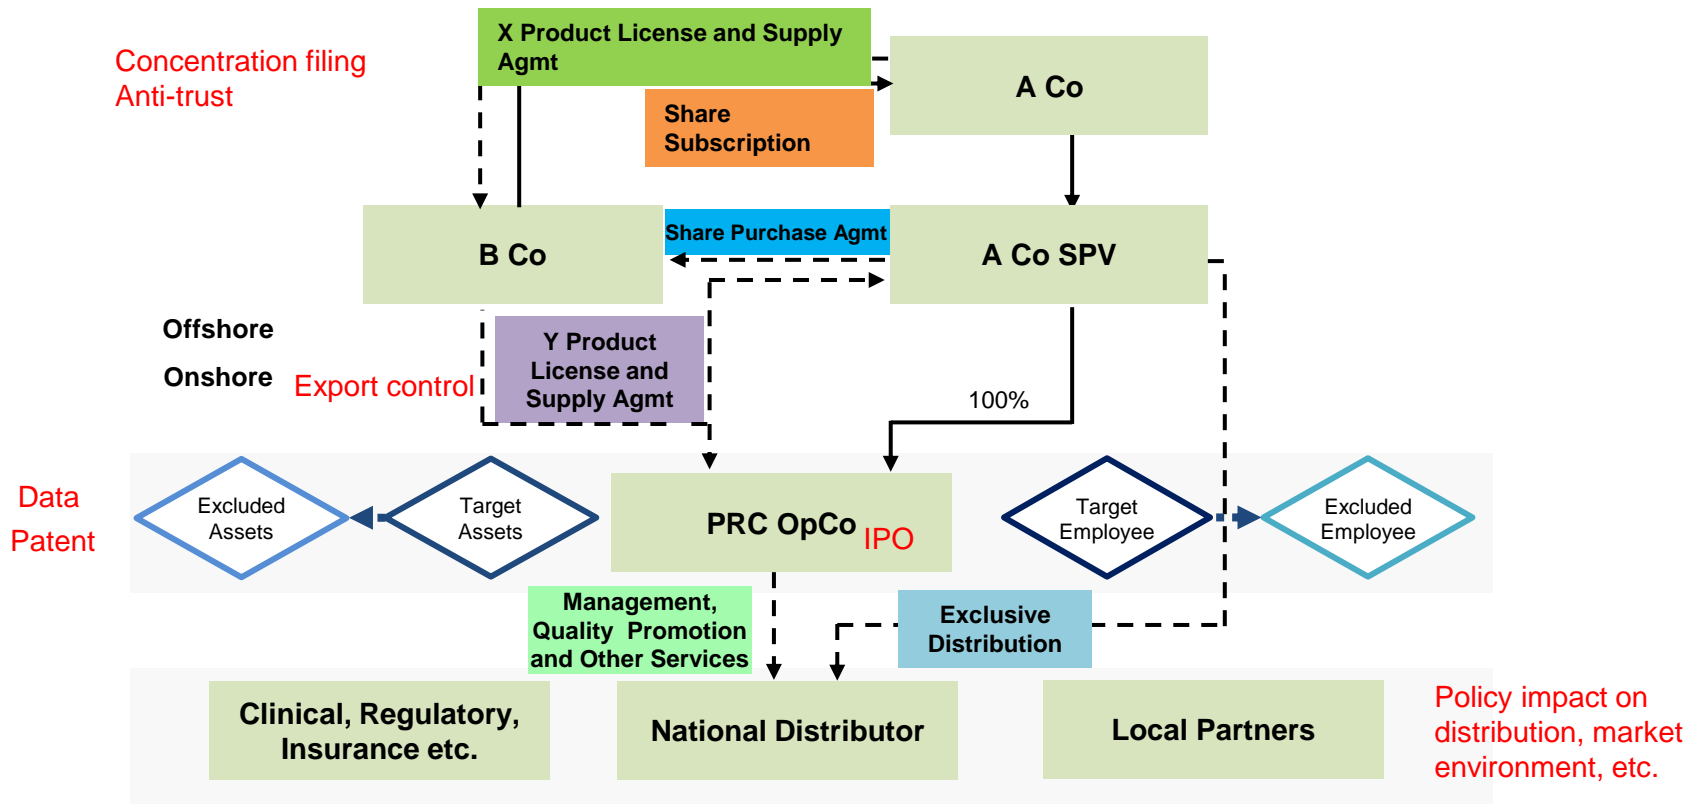 X Product License and Supply
Agmt
Concentration filing
Anti-trust
A Co
Share
Subscription
B Co
Share Purchase Agmt
A Co SPV
Offshore
Onshore
Export control
Y Product
License and
Supply Agmt
100%
Data
Patent
Excluded
Assets
Target
Assets
PRC OpCo
IPO
Target
Employee
Excluded
Employee
Management,
Quality Promotion
and Other Services
Exclusive
Distribution
Clinical, Regulatory,
Insurance etc.
National Distributor
Local Partners
Policy impact on
distribution, market
environment, etc.